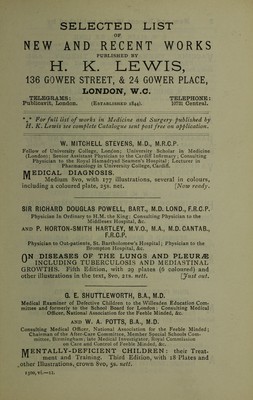 SELECTED LIST
OF
NEW AND RECENT WORKS
PUBLISHED BY
H. K. LEWIS,
136 GOWER STREET, & 24 GOWER PLACE,
LONDON, W.C.
TELEGRAMS: TELEPHONE:
Publicavit, London. (ESTABLISHED 1844). 10721 Central.
*** For full list of works in Medicine and Surgery published by
H. K. Lewis see complete Catalogue sent post free on application.
W. MITCHELL STEVENS, M.D., M.R.C.P.
Fellow of University College, London; University Scholar in Medicine
(London); Senior Assistant Physician to the Cardiff Infirmary; Consulting
Physician to the Royal Hamadryad Seamen's Hospital; Lecturer in
Pharmacology in University College, Cardiff.
MEDICAL DIAGNOSIS.
Medium 8vo, with 177 illustrations, several in colours,
including a coloured plate, 15s. net. [Now ready.
SIR RICHARD DOUGLAS POWELL, BART., M.D. LOND., F.R.C.P.
Physician in Ordinary to H.M. the King; Consulting Physician to the
Middlesex Hospital, &c.
AND P. HORTON-SMITH HARTLEY, M.V.O., M.A., M.D. CANTAB.,
F.R.C.P.
Physician to Out-patients, St. Bartholomew's Hospital; Physician to the
Brompton Hospital, &c.
ON DISEASES OF THE LUNGS AND PLEURÆ
INCLUDING TUBERCULOSIS AND MEDIASTINAL
GROWTHS. Fifth Edition, with 29 plates (6 coloured) and
other illustrations in the text, 8vo, 21s. nett. [Just out.
G. E. SHUTTLEWORTH, B.A., M.D.
Medical Examiner of Defective Children to the Willesden Education Com-
mittee and formerly to the School Board for London; Consulting Medical
Officer, National Association for the Feeble Minded, &c.
AND W. A. POTTS, B.A., M.D.
Consulting Medical Officer, National Association for the Feeble Minded;
Chairman of the After-Care Committee, Member Special Schools Com-
mittee, Birmingham; late Medical Investigator, Royal Commission
on Care and Control of Feeble Minded, &c.
MENTALLY-DEFICIENT CHILDREN: their Treat-
ment and Training. Third Edition, with 18 Plates and
other Illustrations, crown 8vo, 5s. nett.